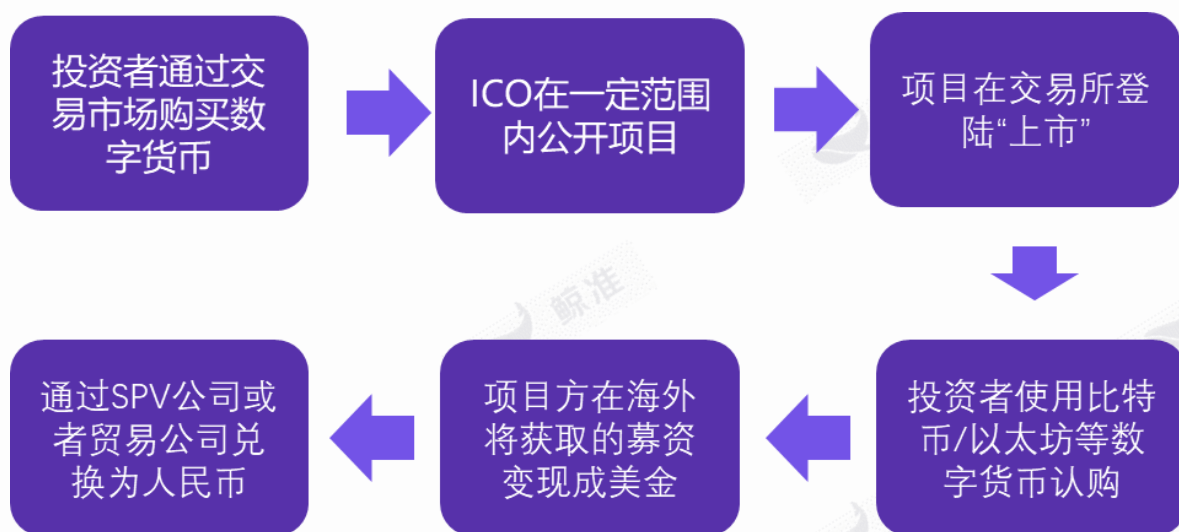 投资者通过交
易市场购买数
字货币
ICO在一定范围
内公开项目
项目在交易所登
陆“上市”
鲸准
投资者使用比特
币/以太坊等数
字货币认购
项目方在海外
将获取的募资
变现成美金
通过SPV公司或
者贸易公司兑
换为人民币